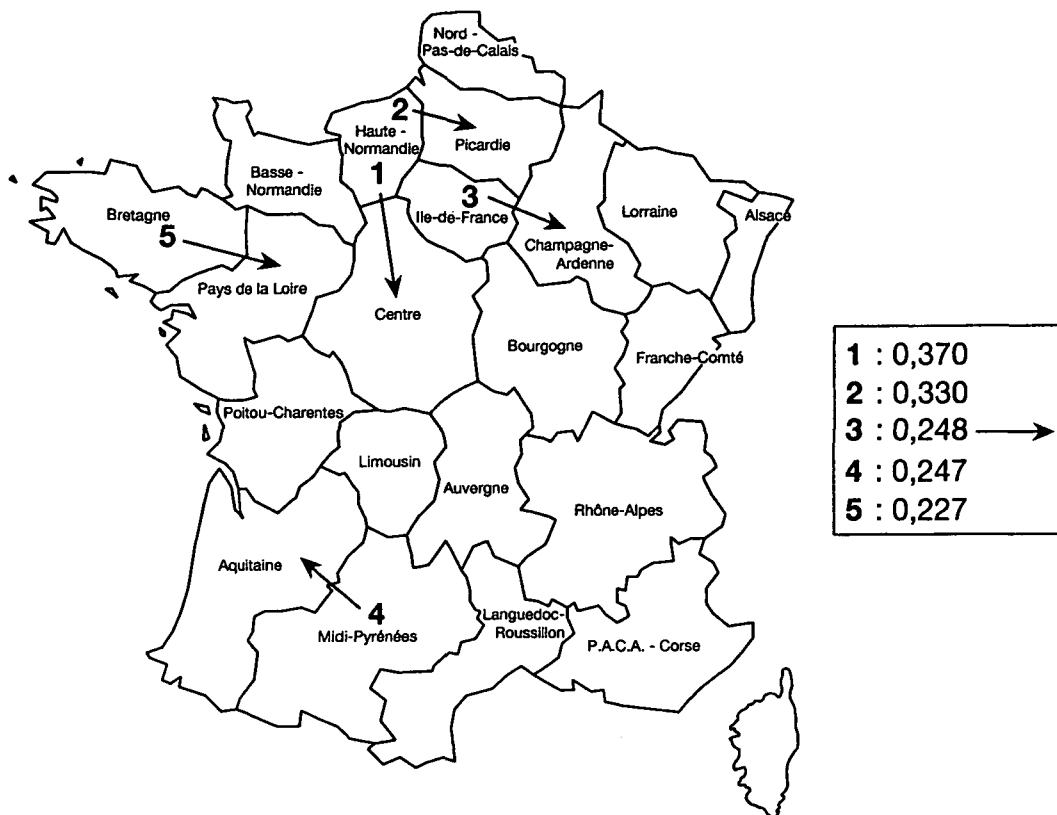 Nord -
Pas-de-Calais
2
Haute -
Normandie
Picardie
1
Basse -
Normandie
3
Ile-de-France
Lorraine
Alsace
Bretagne
5
Champagne-
Ardenne
Pays de la Loire
Centre
Bourgogne
Franche-Comté
Poitou-Charentes
Limousin
Auvergne
Rhône-Alpes
Aquitaine
4
Midi-Pyrénées
Languedoc-
Roussillon
P.A.C.A. - Corse
1 : 0,370
2 : 0,330
3 : 0,248
4 : 0,247
5 : 0,227